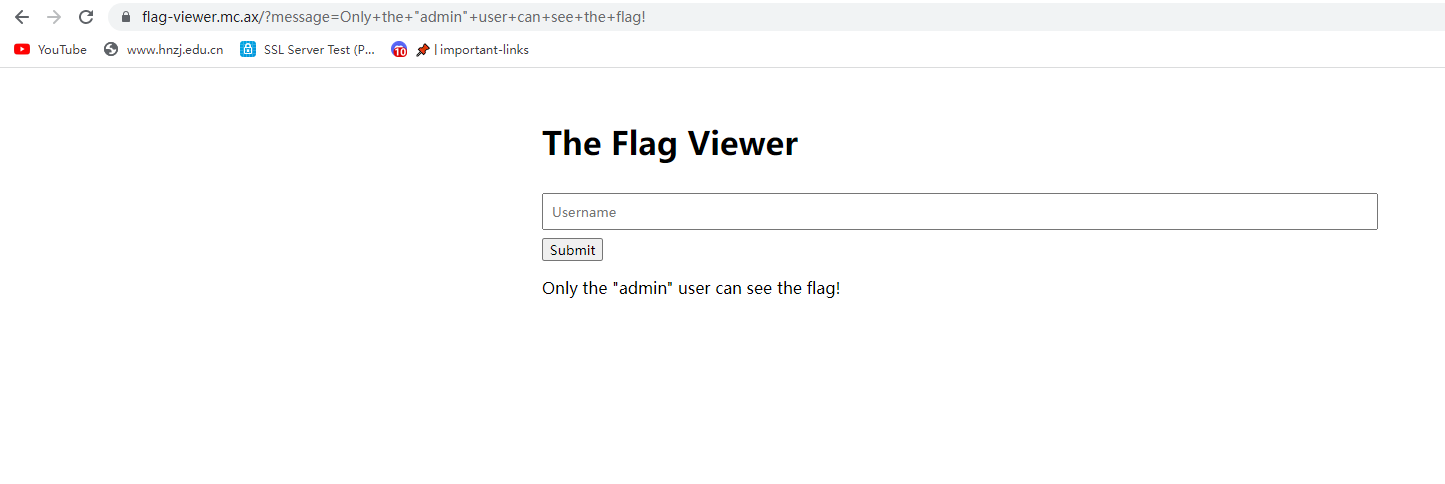 flag-viewer.mc.ax/?message=Only+the+"admin"+user+can+see+the+flag!
YouTube www.hnzj.edu.cn SSL Server Test (P... 10 | important-links
The Flag Viewer
Username
Submit
Only the "admin" user can see the flag!